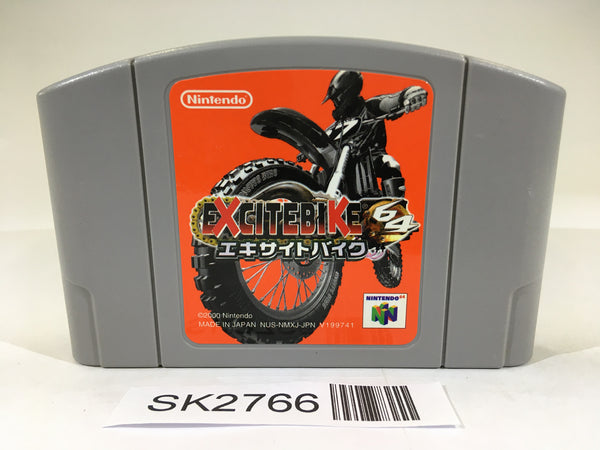 Nintendo
EXCITEBIKE 64
エキサイトバイク
NINTENDO 64
N
©2000 Nintendo
MADE IN JAPAN NUS-NMXJ-JPN
SK2766